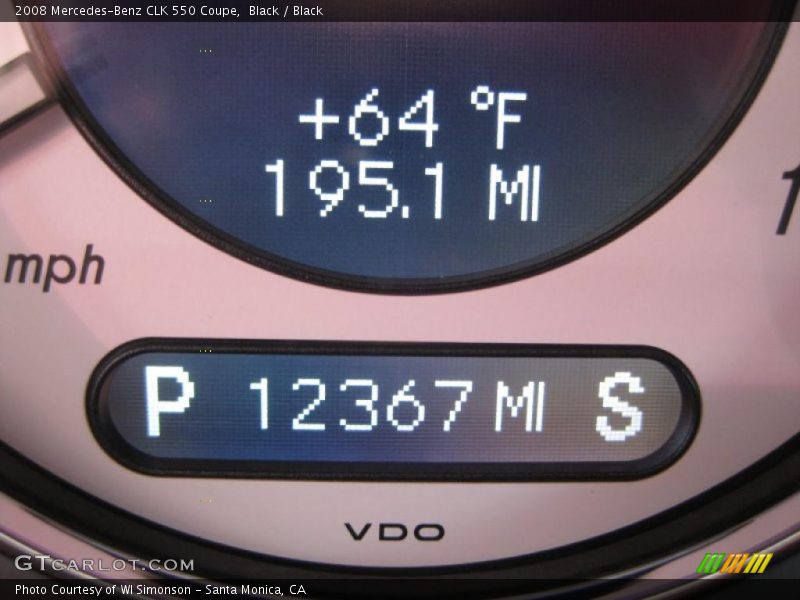 2008 Mercedes-Benz CLK 550 Coupe,  Black / Black
+64 °F
195.1 MI
mph
1
P 12367 MI S
VDO
GTCARLOT.COM
Photo Courtesy of WI Simonson - Santa Monica, CA